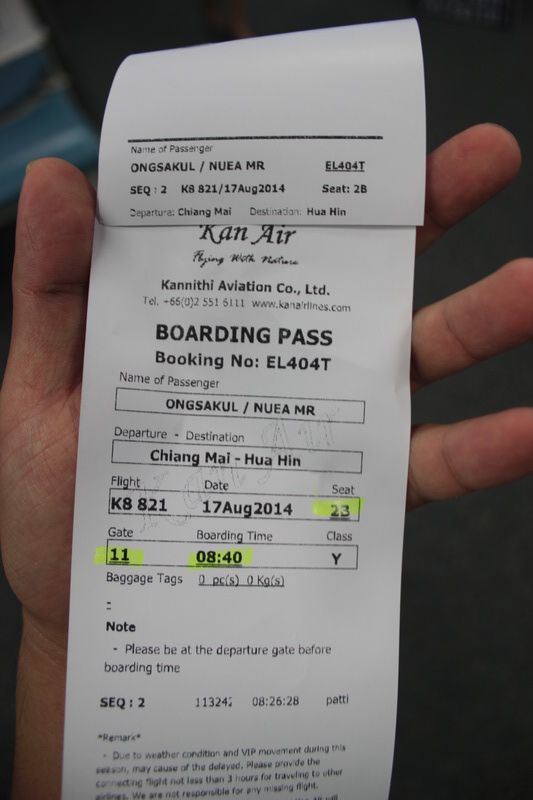 Name of Passenger
ONGSAKUL / NUEA MR EL404T
SEQ : 2 K8 821/17Aug2014 Seat: 2B
Departure: Chiang Mai Destination: Hua Hin
Kan Air
Flying With Nature
Kannithi Aviation Co., Ltd.
Tel. +66(0)2 551 6111 www.kanairlines.com
BOARDING PASS
Booking No: EL404T
Name of Passenger
ONGSAKUL / NUEA MR
Departure - Destination
Chiang Mai - Hua Hin
Flight Date Seat
K8 821 17Aug2014 2B
Gate Boarding Time Class
11 08:40 Y
Baggage Tags 0 pc(s) 0 Kg(s)
Note
- Please be at the departure gate before
boarding time
SEQ : 2 113242 08:26:28 patti
*Remark*
- Due to weather condition and VIP movement during this
season, may cause of the delayed. Please provide the
connecting flight not less than 3 hours for traveling to other
airlines. We are not responsible for any missing flight.